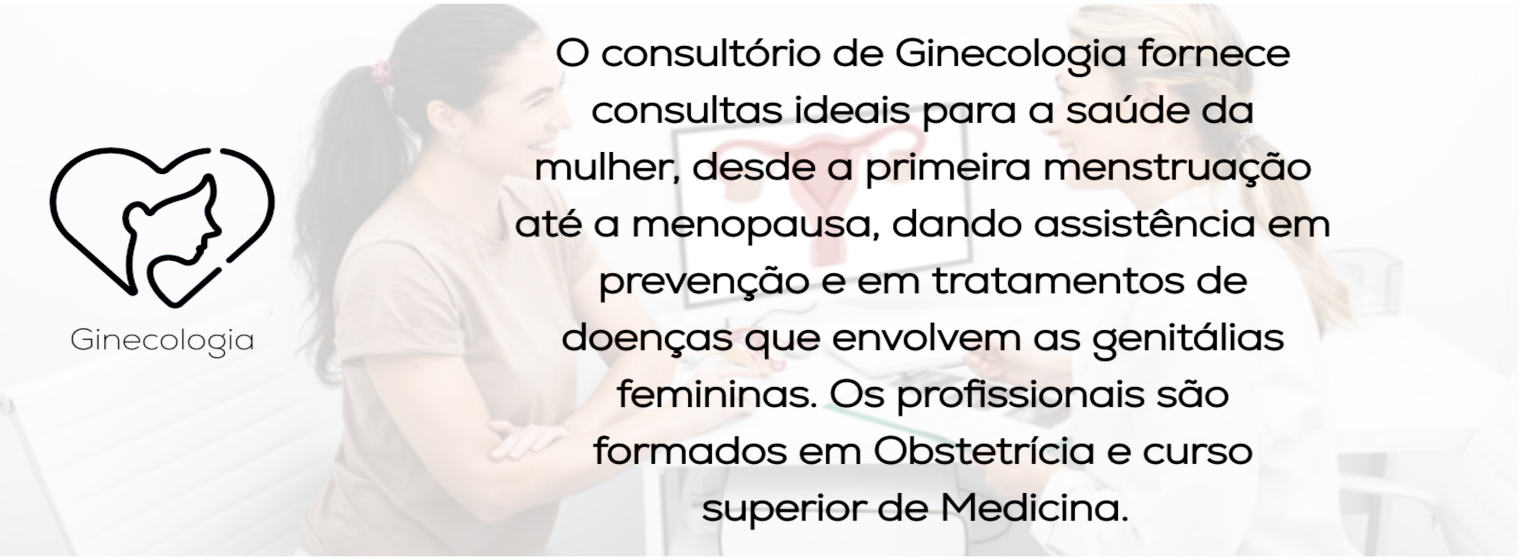 O consultório de Ginecologia fornece
consultas ideais para a saúde da
mulher, desde a primeira menstruação
até a menopausa, dando assistência em
prevenção e em tratamentos de
doenças que envolvem as genitálias
femininas. Os profissionais são
formados em Obstetrícia e curso
superior de Medicina.
Ginecologia